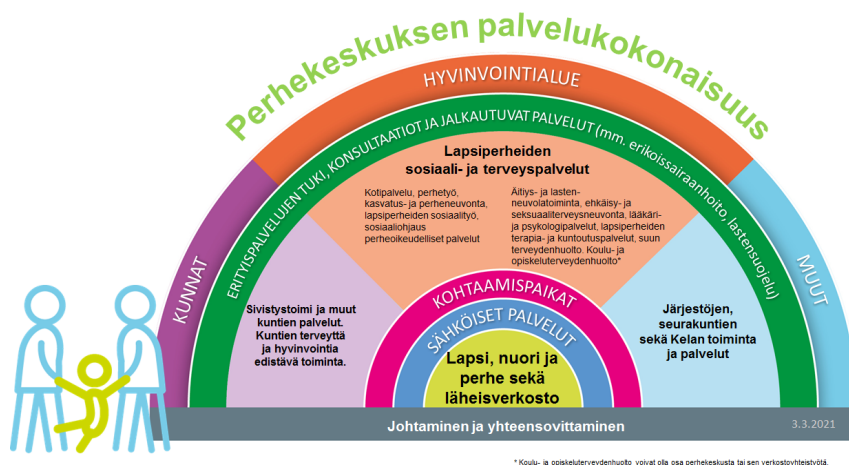 Perhekeskuksen palvelukokonaisuus
HYVINVOINTIALUE
KUNNAT
MUUT
ERITYISPALVELUJEN TUKI, KONSULTAATIOT JA JALKAUTUVAT PALVELUT (mm. erikoissairaanhoito, lastensuojelu)
Lapsiperheiden
sosiaali- ja terveyspalvelut
Kotipalvelu, perhetyö,
kasvatus- ja perheneuvonta,
lapsiperheiden sosiaalityö,
sosiaaliohjaus
perheoikeudelliset palvelut
Äitiys- ja lasten-
neuvolatoiminta, ehkäisy- ja
seksuaaliterveysneuvonta, lääkäri-
ja psykologipalvelut, lapsiperheiden
terapia- ja kuntoutuspalvelut, suun
terveydenhuolto. Koulu- ja
opiskeluterveydenhuolto*
Sivistystoimi ja muut
kuntien palvelut.
Kuntien terveyttä
ja hyvinvointia
edistävä toiminta.
KOHTAAMISPAIKAT
SÄHKÖISET PALVELUT
Lapsi, nuori ja
perhe sekä
läheisverkosto
Järjestöjen,
seurakuntien
sekä Kelan toiminta
ja palvelut
Johtaminen ja yhteensovittaminen
3.3.2021
* Koulu- ja opiskeluterveydenhuolto voivat olla osa perhekeskusta tai sen verkostoyhteistyötä.